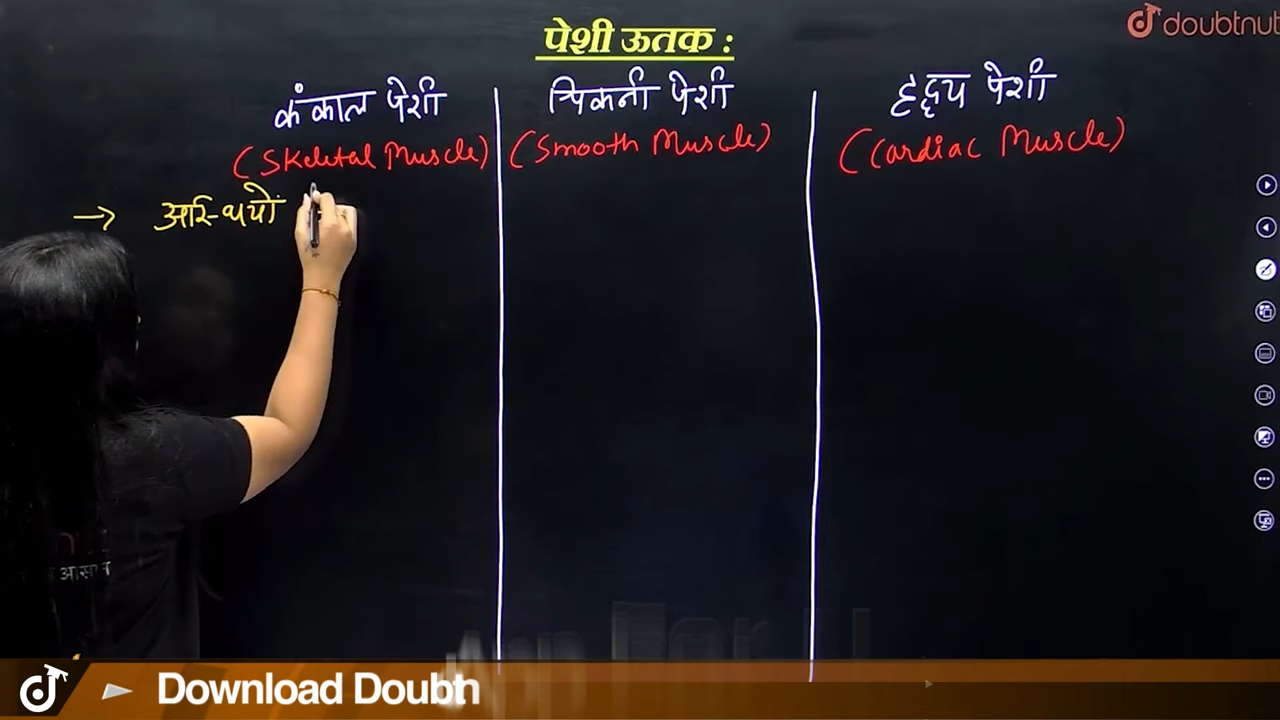 doubtnut
पेशी ऊतक :
कंकाल पेशी
(Skeletal Muscle)
चिकनी पेशी
(Smooth Muscle)
हृदय पेशी
(Cardiac Muscle)
→ अस्थियों
Download Doubtn